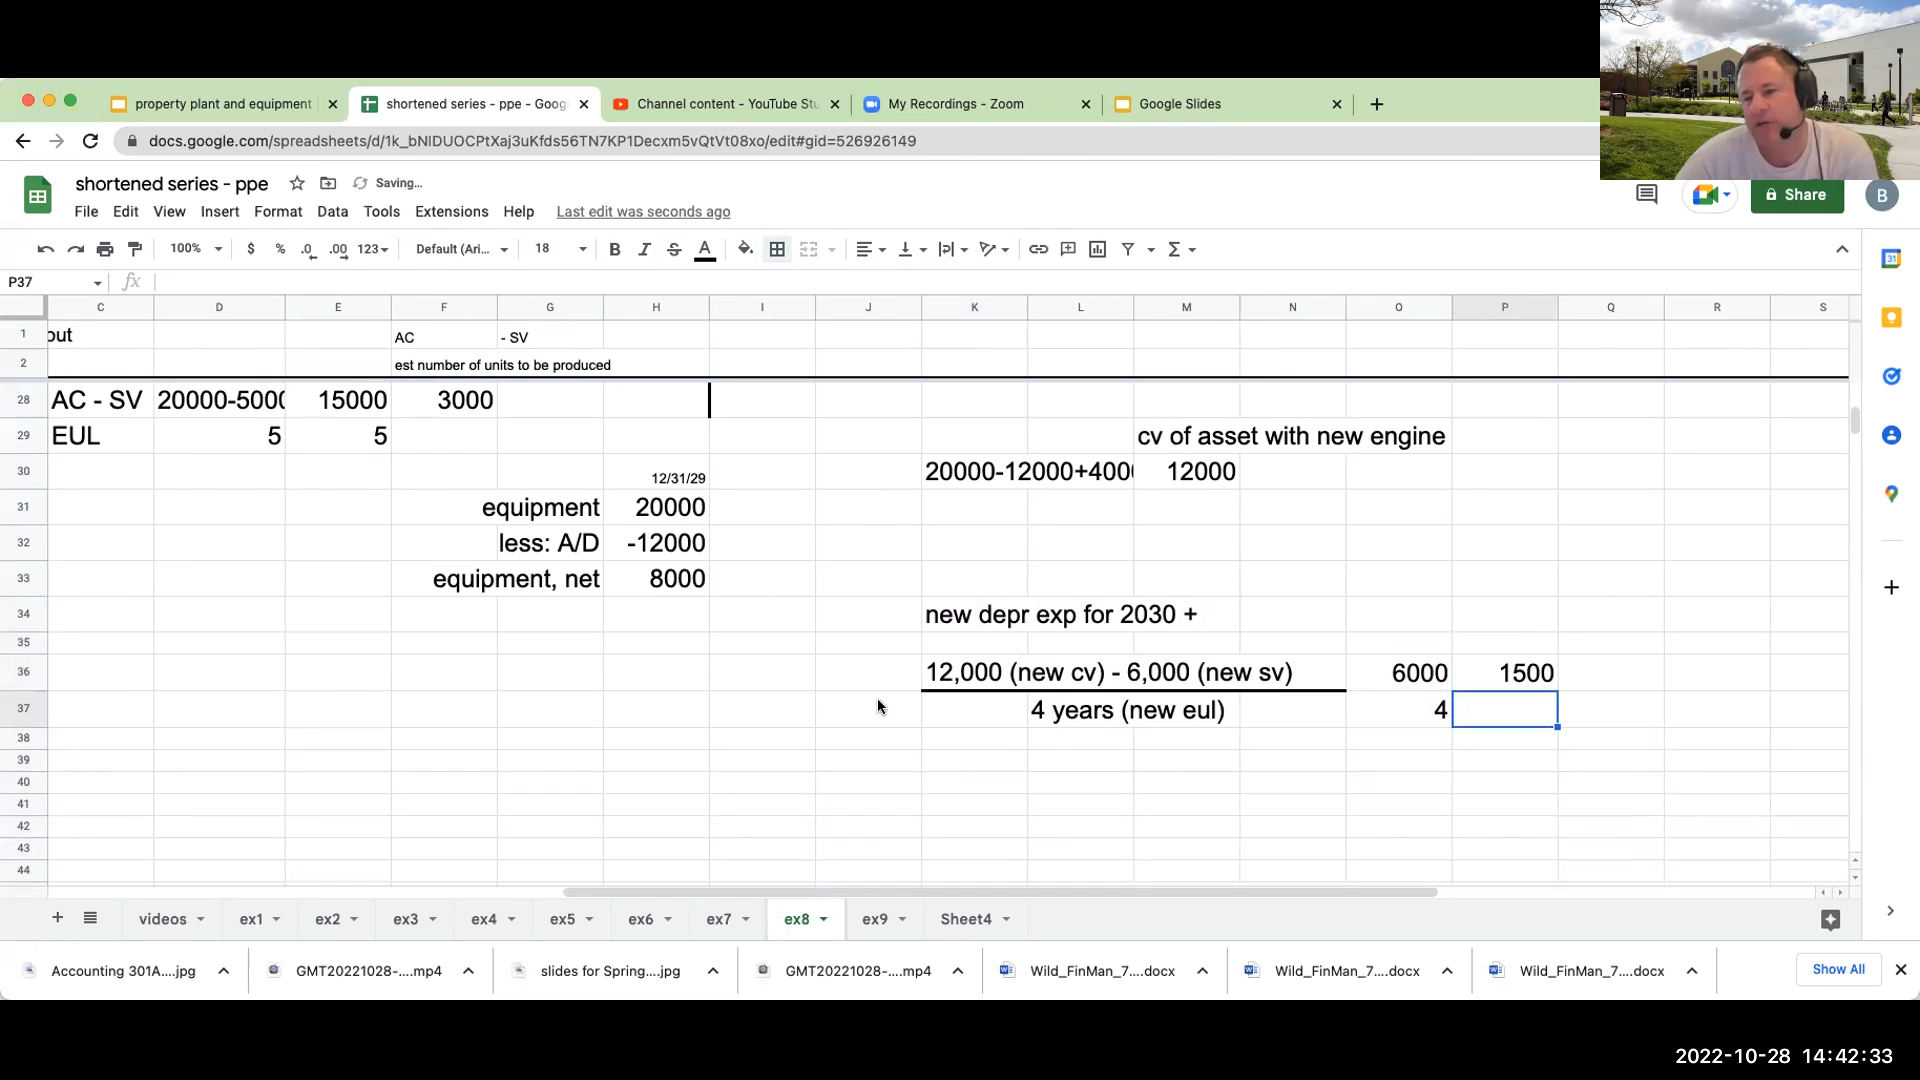 property plant and equipment
shortened series - ppe - Goog
Channel content - YouTube Stu
My Recordings - Zoom
Google Slides
docs.google.com/spreadsheets/d/1k_bNIDUOCPtXaj3uKfds56TN7KP1Decxm5vQtVt08xo/edit#gid=526926149
shortened series - ppe
Saving...
File Edit View Insert Format Data Tools Extensions Help Last edit was seconds ago
Share
B
100% $ % .0 .00 123 Default (Ari... 18 B I S A
P37 fx
C D E F G H I J K L M N O P Q R S
1 out AC - SV
2 est number of units to be produced
28 AC - SV 20000-5000 15000 3000
29 EUL 5 5 cv of asset with new engine
30 12/31/29 20000-12000+4000 12000
31 equipment 20000
32 less: A/D -12000
33 equipment, net 8000
34 new depr exp for 2030 +
35
36 12,000 (new cv) - 6,000 (new sv) 6000 1500
37 4 years (new eul) 4
38
39
40
41
42
43
44
videos ex1 ex2 ex3 ex4 ex5 ex6 ex7 ex8 ex9 Sheet4
Accounting 301A....jpg GMT20221028-....mp4 slides for Spring....jpg GMT20221028-....mp4 Wild_FinMan_7....docx Wild_FinMan_7....docx Wild_FinMan_7....docx Show All
2022-10-28 14:42:33